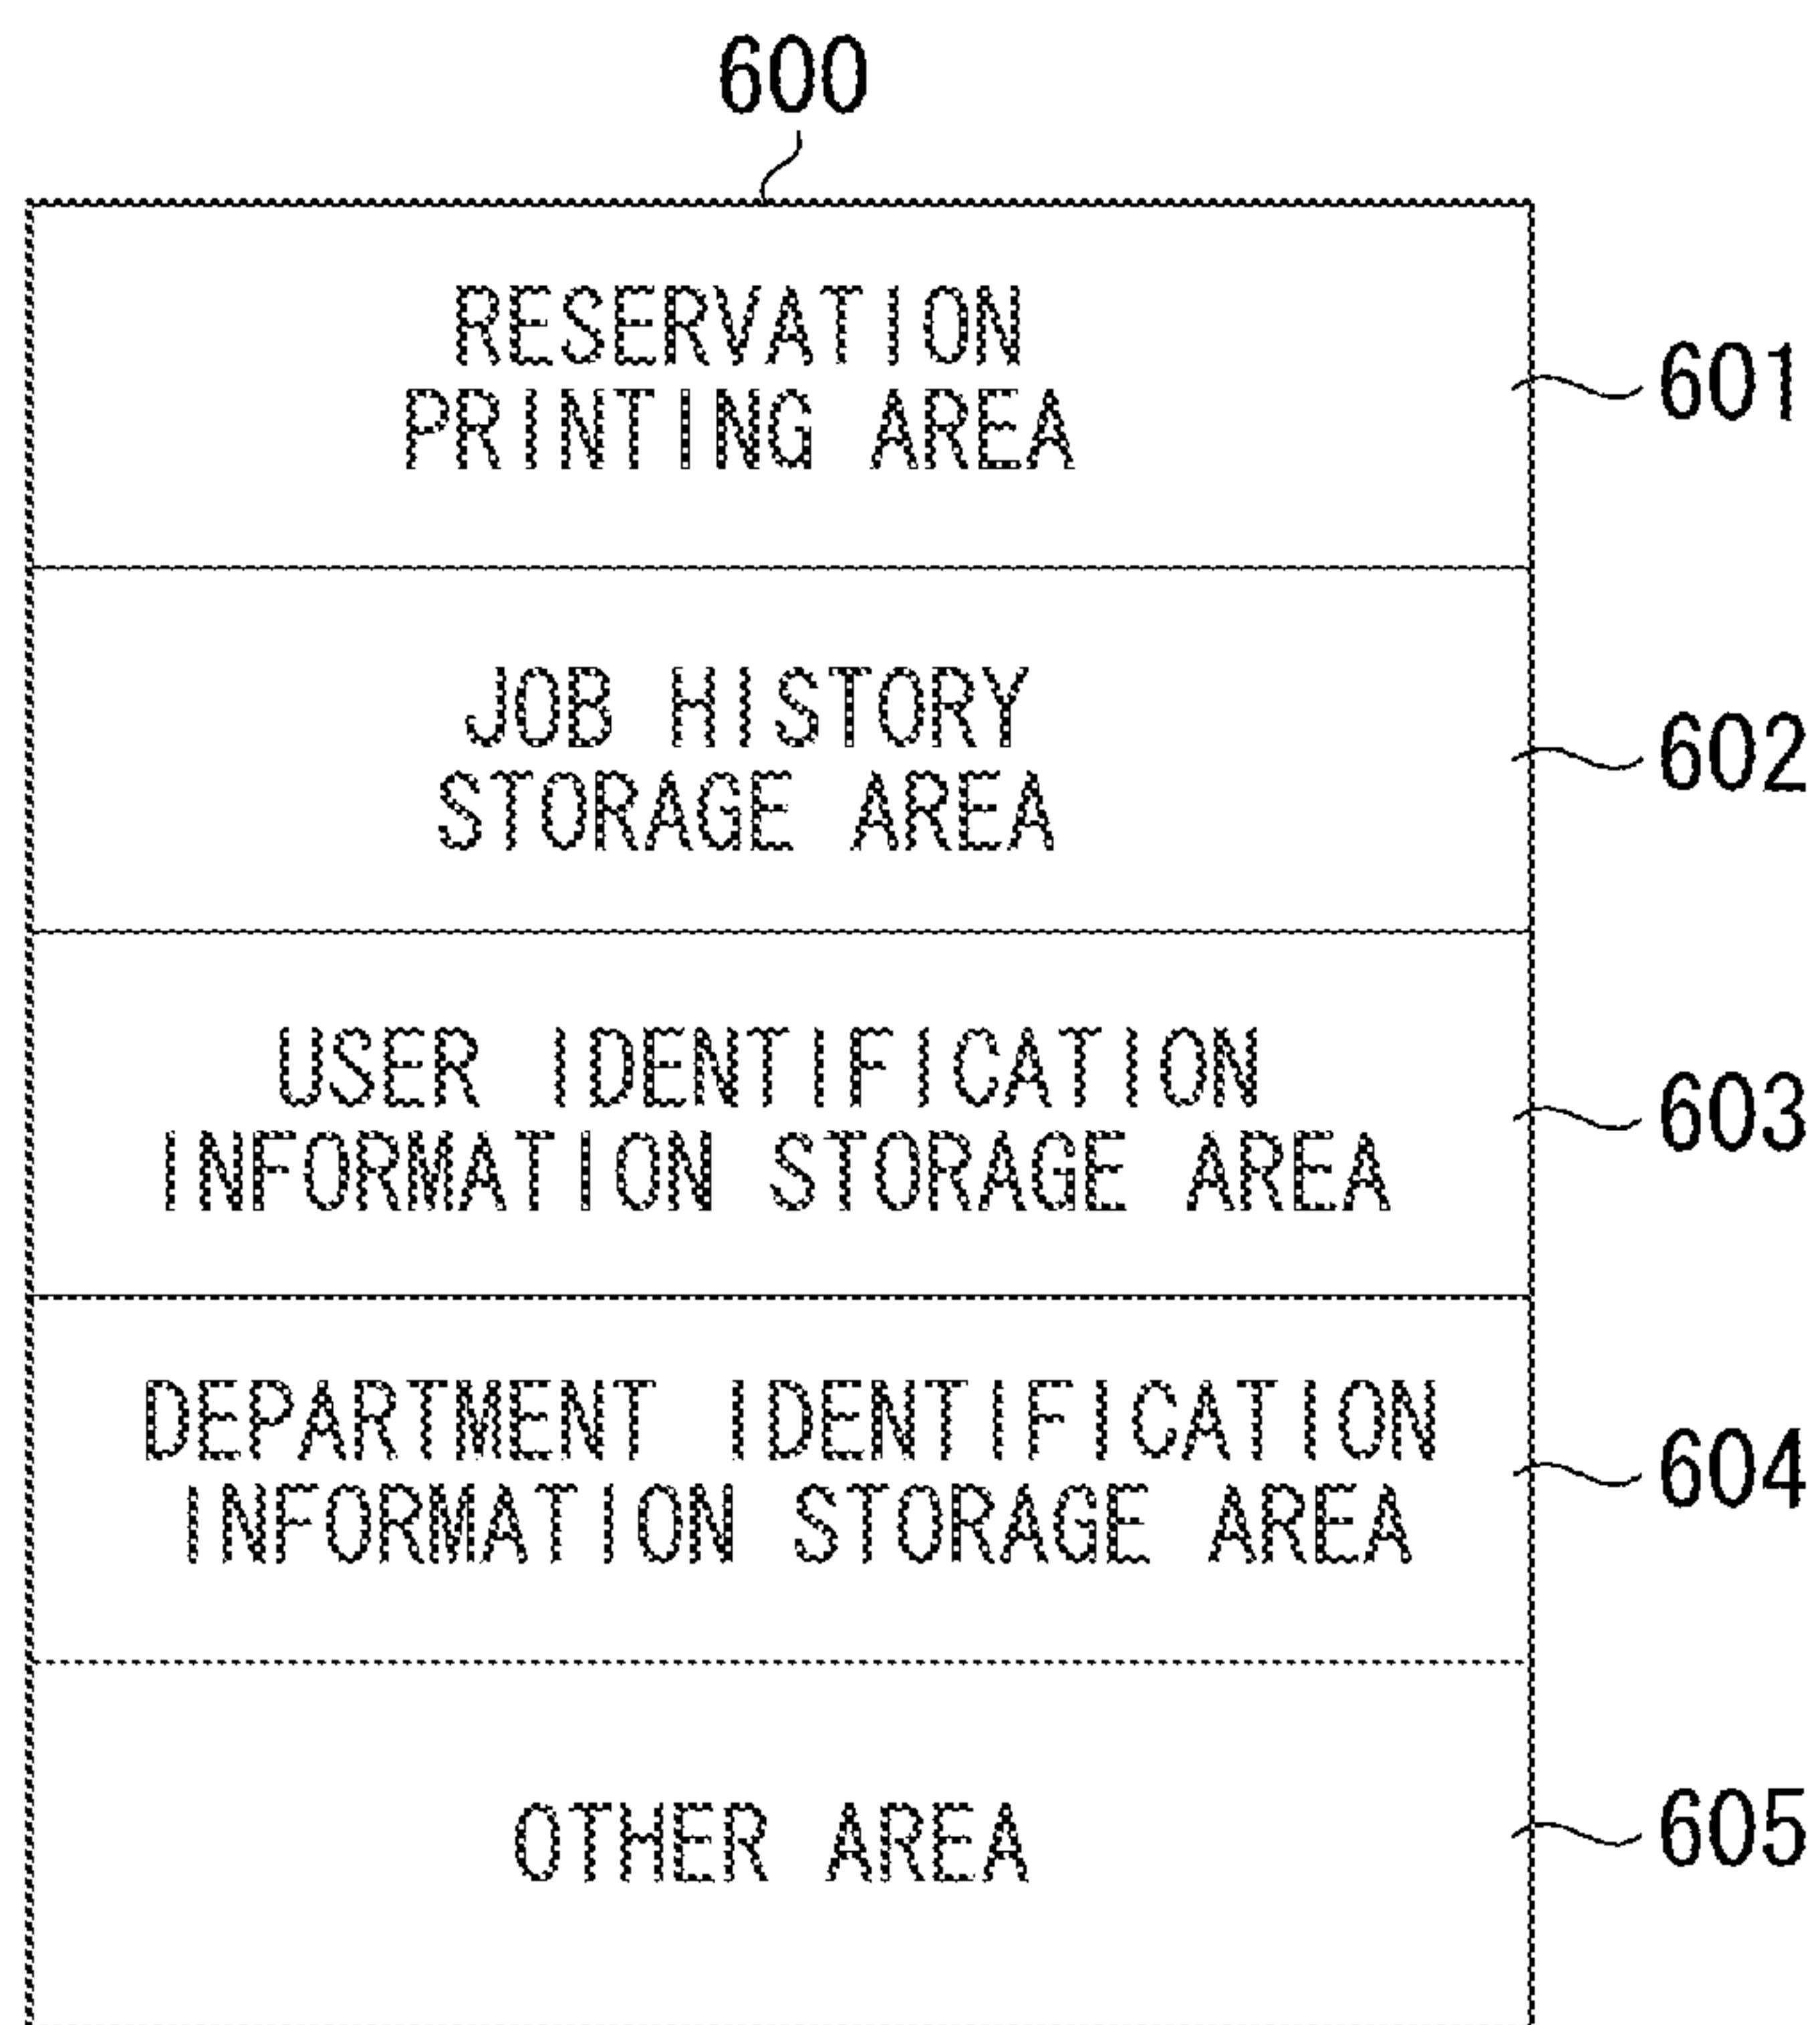 600
RESERVATION
PRINTING AREA
601
JOB HISTORY
STORAGE AREA
602
USER IDENTIFICATION
INFORMATION STORAGE AREA
603
DEPARTMENT IDENTIFICATION
INFORMATION STORAGE AREA
604
OTHER AREA
605